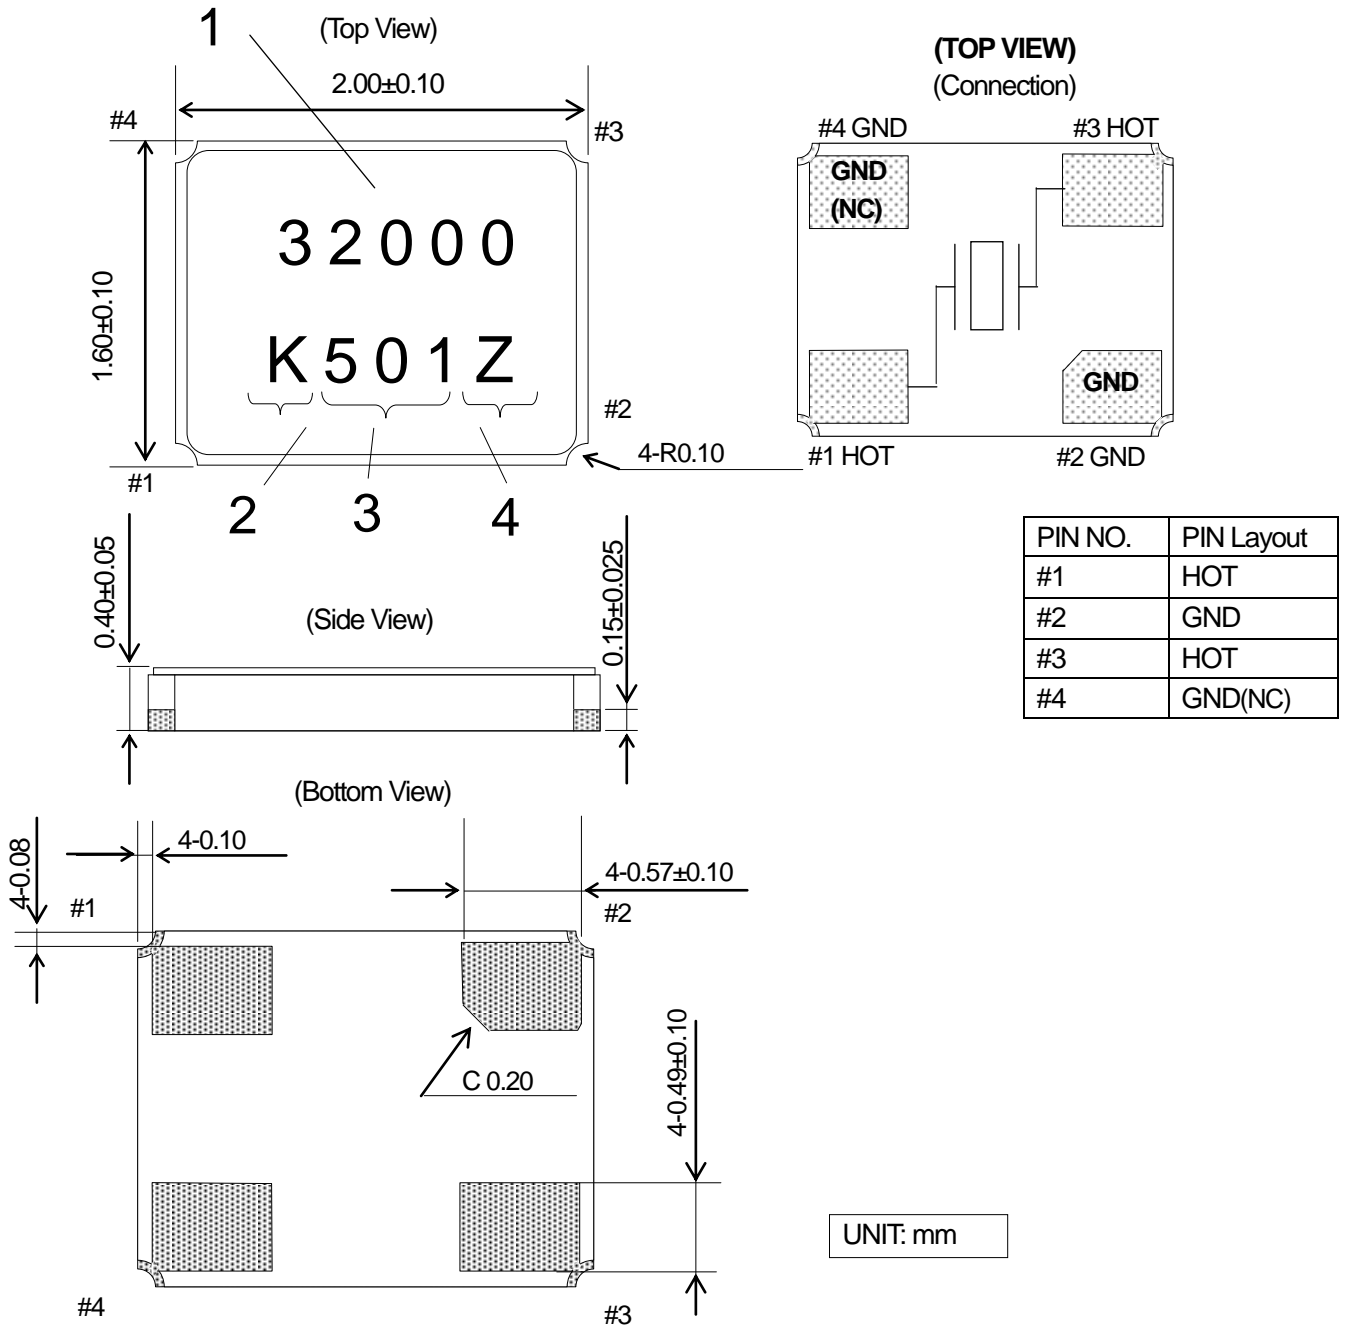 1
(Top View)
2.00±0.10
#4
#3
32000
K501Z
1.60±0.10
#2
4-R0.10
#1
2
3
4
(TOP VIEW)
(Connection)
#4 GND
#3 HOT
GND
(NC)
GND
#1 HOT
#2 GND
PIN NO. PIN Layout
#1 HOT
#2 GND
#3 HOT
#4 GND(NC)
0.40±0.05
(Side View)
0.15±0.025
(Bottom View)
4-0.08
4-0.10
4-0.57±0.10
#1
#2
C 0.20
4-0.49±0.10
UNIT: mm
#4
#3